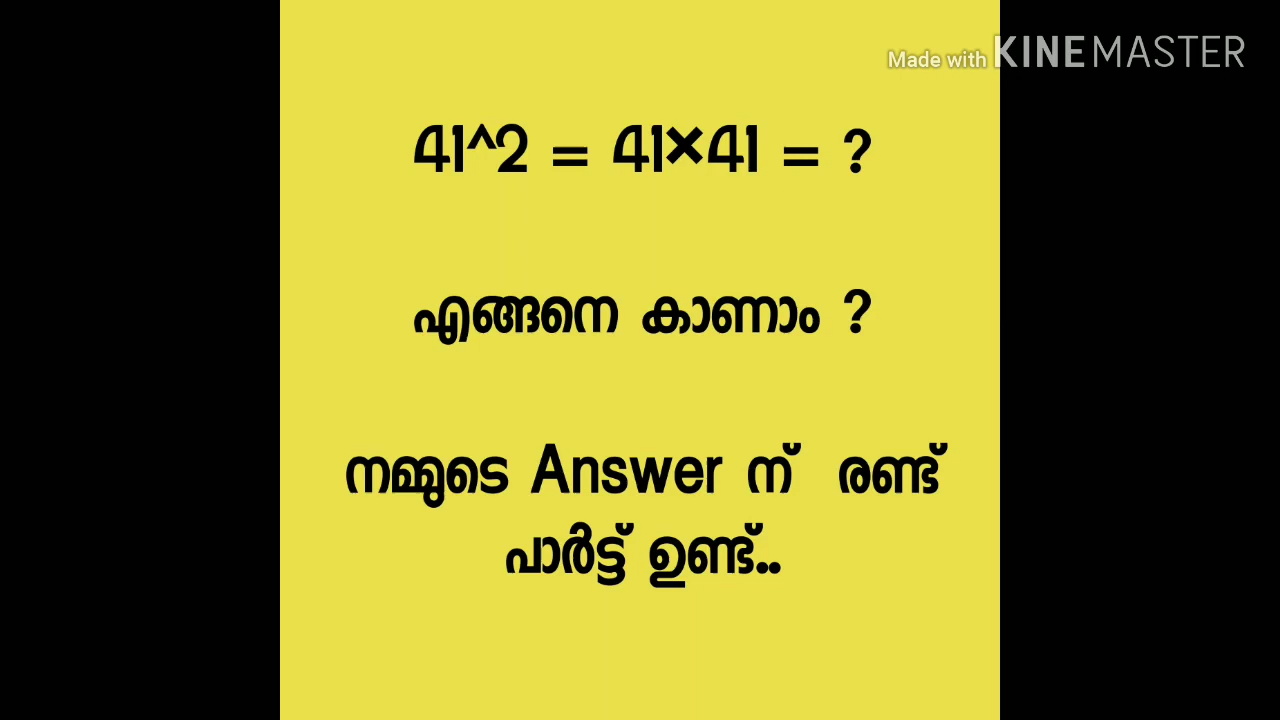 Made with KINEMASTER
41^2 = 41×41 = ?
എങ്ങനെ കാണാം ?
നമ്മുടെ Answer ന് രണ്ട്
പാർട്ട് ഉണ്ട്..